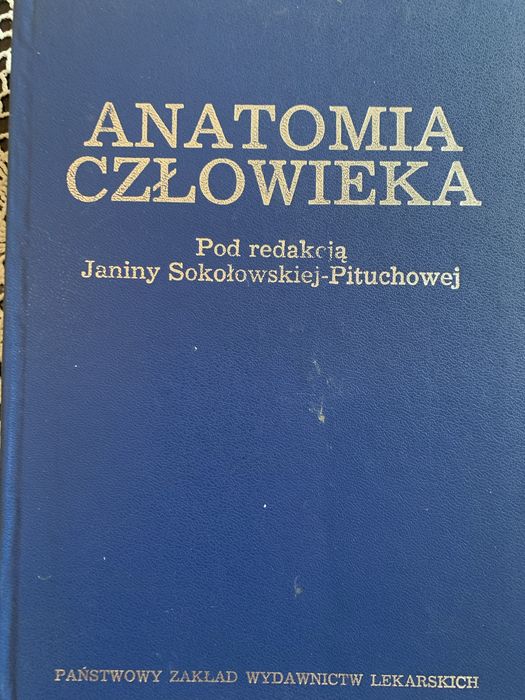 ANATOMIA
CZŁOWIEKA
Pod redakcją
Janiny Sokołowskiej-Pituchowej
PAŃSTWOWY ZAKŁAD WYDAWNICTW LEKARSKICH